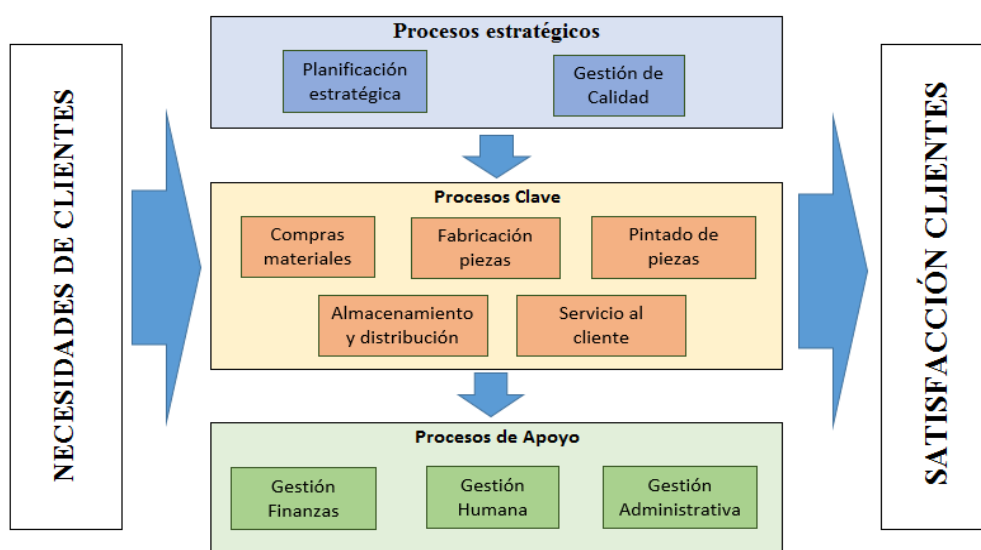 NECESIDADES DE CLIENTES
Procesos estratégicos
Planificación
estratégica
Gestión de
Calidad
Procesos Clave
Compras
materiales
Fabricación
piezas
Pintado de
piezas
Almacenamiento
y distribución
Servicio al
cliente
Procesos de Apoyo
Gestión
Finanzas
Gestión
Humana
Gestión
Administrativa
SATISFACCIÓN CLIENTES